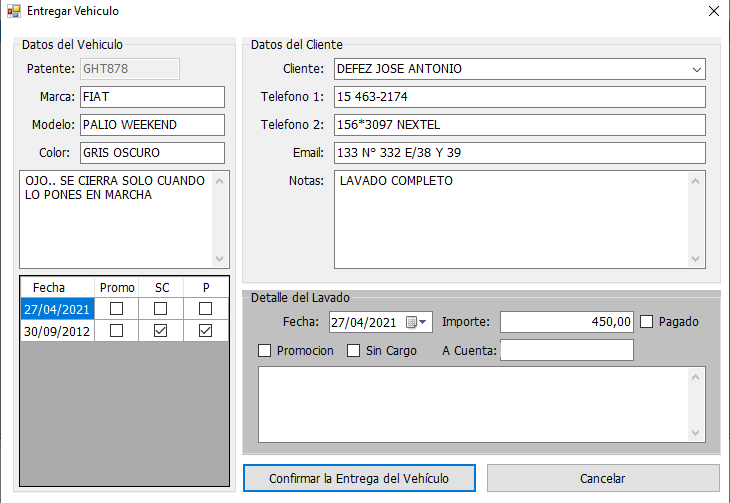 Entregar Vehiculo
Datos del Vehiculo
Patente: GHT878
Marca: FIAT
Modelo: PALIO WEEKEND
Color: GRIS OSCURO
OJO.. SE CIERRA SOLO CUANDO
LO PONES EN MARCHA
Fecha Promo SC P
27/04/2021
30/09/2012
Datos del Cliente
Cliente: DEFEZ JOSE ANTONIO
Telefono 1: 15 463-2174
Telefono 2: 156*3097 NEXTEL
Email: 133 N° 332 E/38 Y 39
Notas: LAVADO COMPLETO
Detalle del Lavado
Fecha: 27/04/2021 Importe: 450,00 Pagado
Promocion Sin Cargo A Cuenta:
Confirmar la Entrega del Vehículo Cancelar